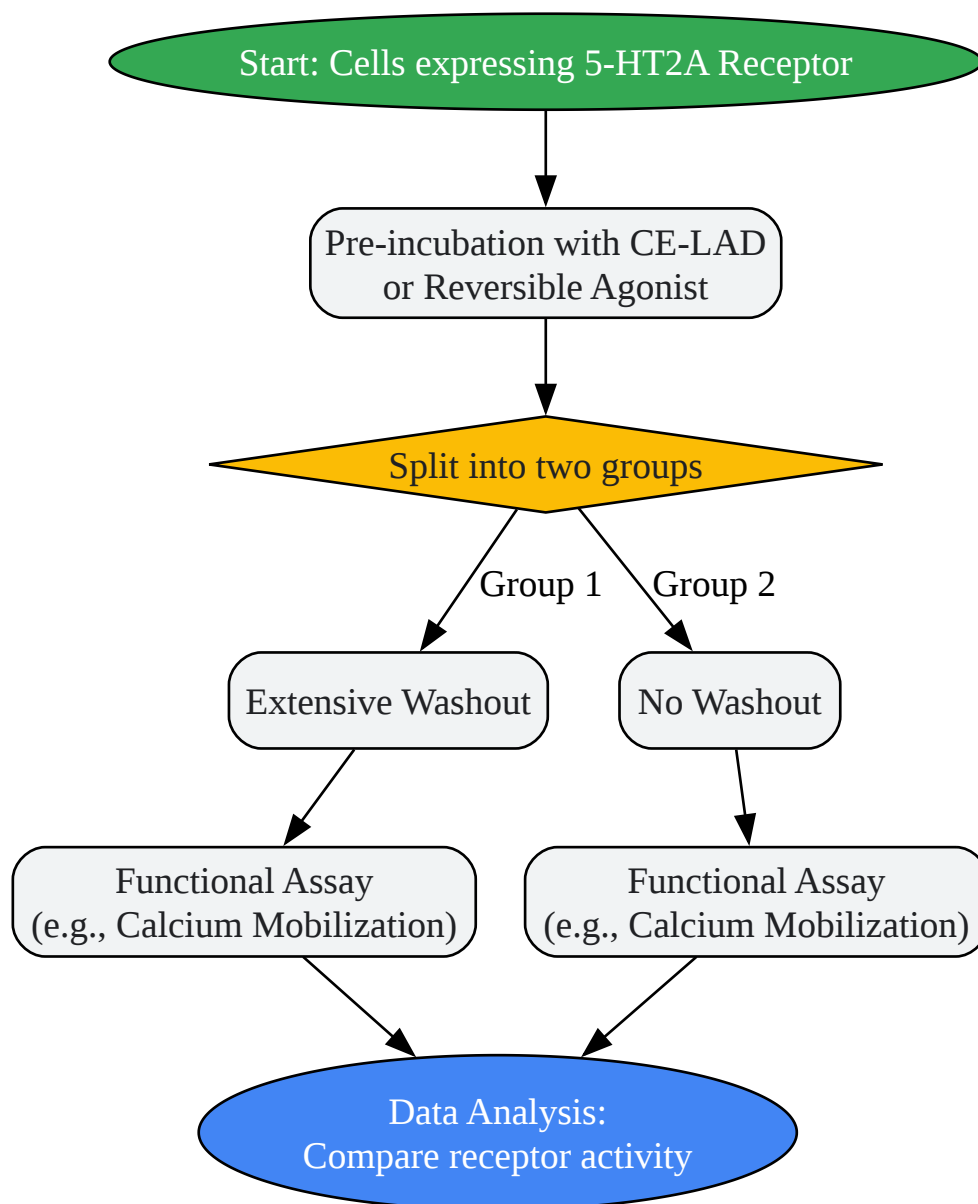 Start: Cells expressing 5-HT2A Receptor
Pre-incubation with CE-LAD
or Reversible Agonist
Split into two groups
Group 1
Group 2
Extensive Washout
No Washout
Functional Assay
(e.g., Calcium Mobilization)
Functional Assay
(e.g., Calcium Mobilization)
Data Analysis:
Compare receptor activity